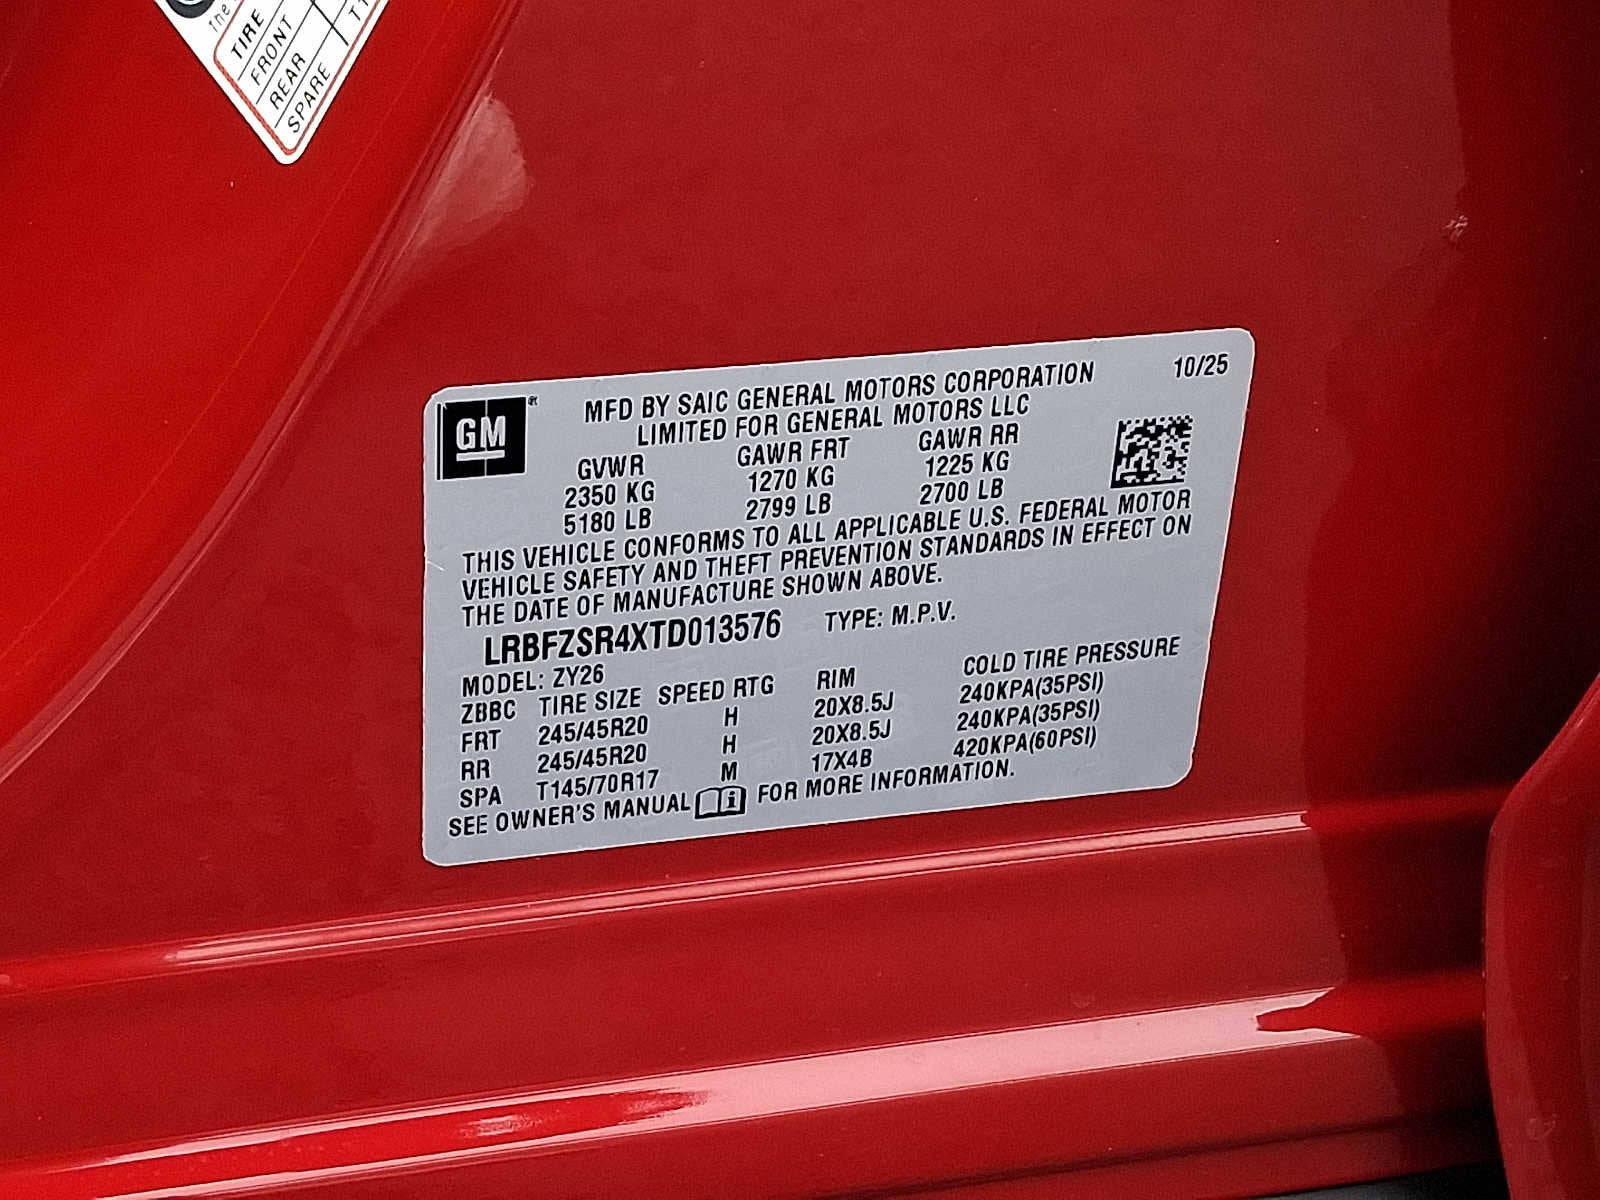 TIRE
FRONT
REAR
SPARE
GM
MFD BY SAIC GENERAL MOTORS CORPORATION
LIMITED FOR GENERAL MOTORS LLC
10/25
GVWR GAWR FRT GAWR RR
2350 KG 1270 KG 1225 KG
5180 LB 2799 LB 2700 LB
THIS VEHICLE CONFORMS TO ALL APPLICABLE U.S. FEDERAL MOTOR
VEHICLE SAFETY AND THEFT PREVENTION STANDARDS IN EFFECT ON
THE DATE OF MANUFACTURE SHOWN ABOVE.
LRBFZSR4XTD013576 TYPE: M.P.V.
MODEL: ZY26
ZBBC TIRE SIZE SPEED RTG RIM COLD TIRE PRESSURE
FRT 245/45R20 H 20X8.5J 240KPA(35PSI)
RR 245/45R20 H 20X8.5J 240KPA(35PSI)
SPA T145/70R17 M 17X4B 420KPA(60PSI)
SEE OWNER'S MANUAL FOR MORE INFORMATION.